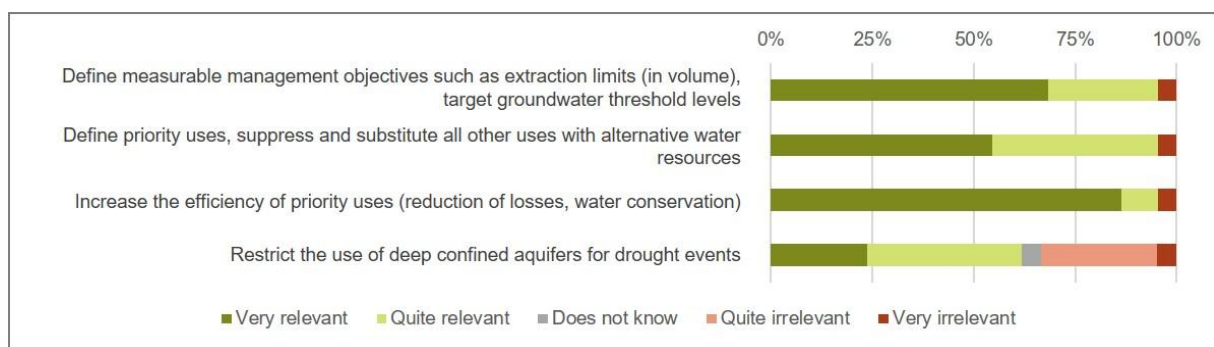 0% 25% 50% 75% 100%
Define measurable management objectives such as extraction limits (in volume),
target groundwater threshold levels
Define priority uses, suppress and substitute all other uses with alternative water
resources
Increase the efficiency of priority uses (reduction of losses, water conservation)
Restrict the use of deep confined aquifers for drought events
Very relevant Quite relevant Does not know Quite irrelevant Very irrelevant